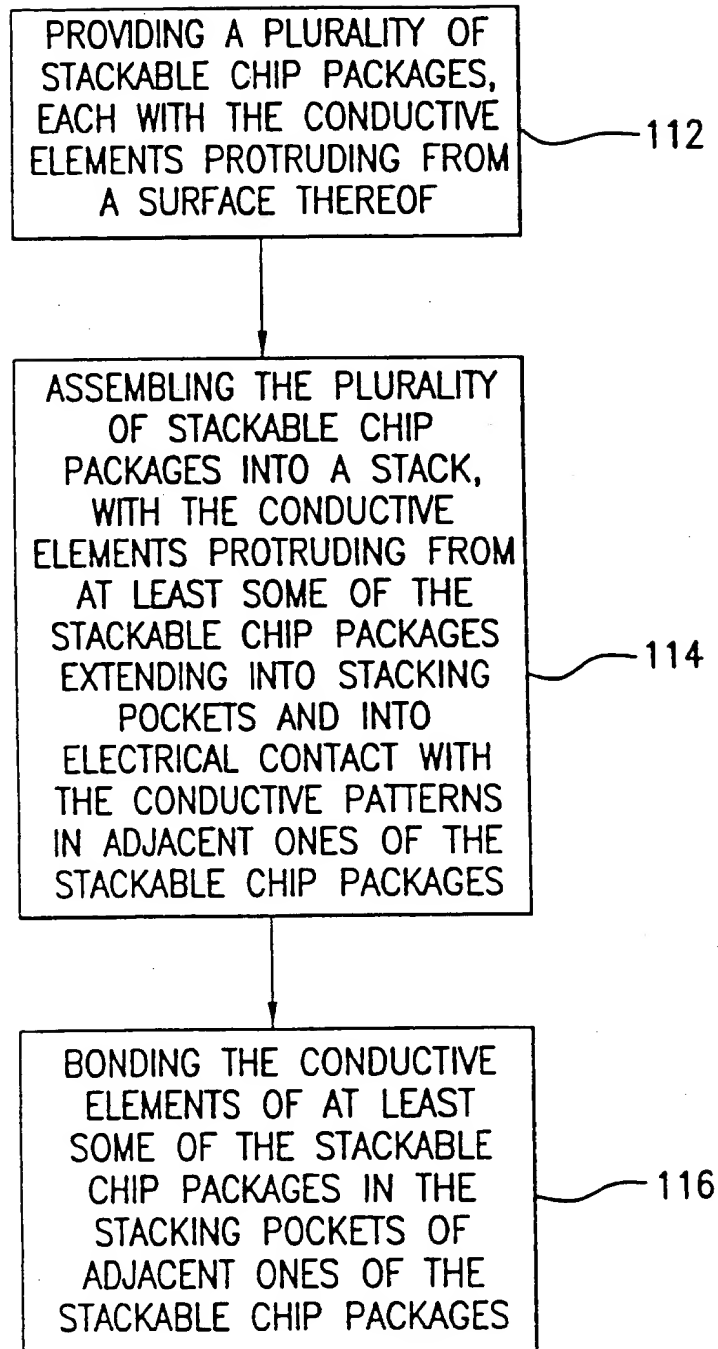 PROVIDING A PLURALITY OF
STACKABLE CHIP PACKAGES,
EACH WITH THE CONDUCTIVE
ELEMENTS PROTRUDING FROM
A SURFACE THEREOF
112
ASSEMBLING THE PLURALITY
OF STACKABLE CHIP
PACKAGES INTO A STACK,
WITH THE CONDUCTIVE
ELEMENTS PROTRUDING FROM
AT LEAST SOME OF THE
STACKABLE CHIP PACKAGES
EXTENDING INTO STACKING
POCKETS AND INTO
ELECTRICAL CONTACT WITH
THE CONDUCTIVE PATTERNS
IN ADJACENT ONES OF THE
STACKABLE CHIP PACKAGES
114
BONDING THE CONDUCTIVE
ELEMENTS OF AT LEAST
SOME OF THE STACKABLE
CHIP PACKAGES IN THE
STACKING POCKETS OF
ADJACENT ONES OF THE
STACKABLE CHIP PACKAGES
116